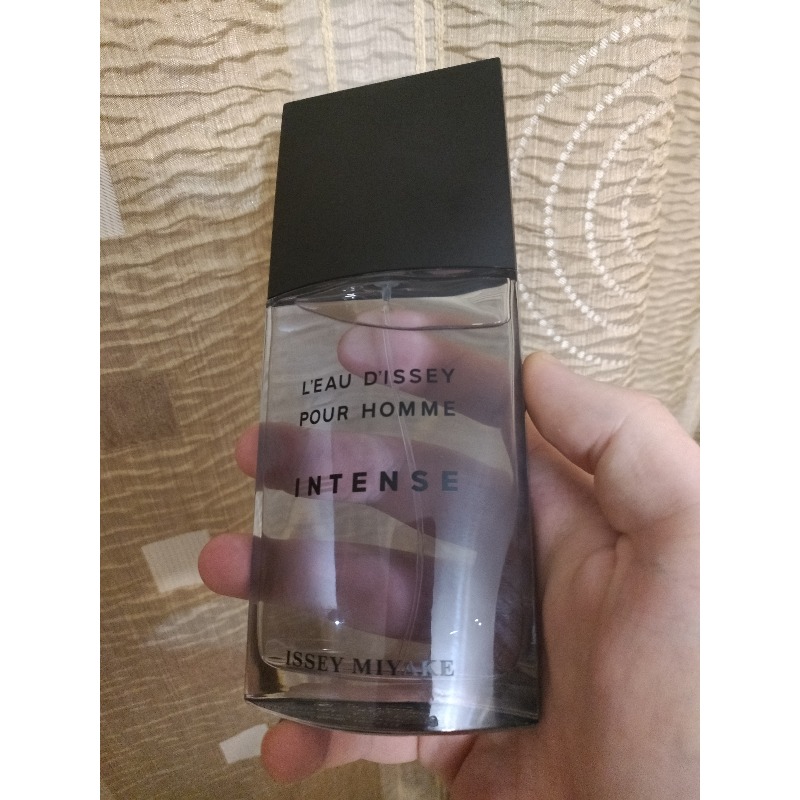 L'EAU D'ISSEY
POUR HOMME
INTENSE
ISSEY MIYAKE